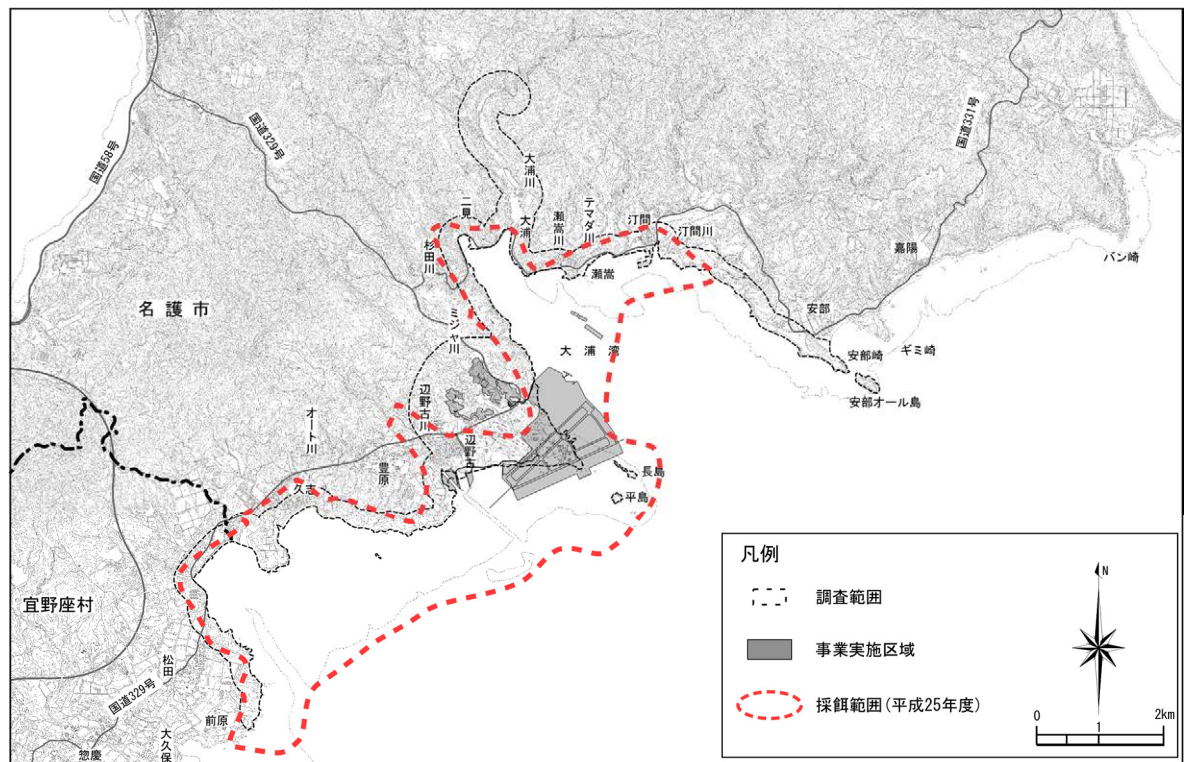 国道58号
国道329号
国道331号
大浦川
二見
大浦
瀬嵩川
テマダ川
汀間
汀間川
杉田川
瀬嵩
嘉陽
バン崎
名護市
ミジャ川
大浦湾
安部
安部崎
ギミ崎
安部オール島
辺野古川
オート川
辺野古
豊原
久志
長島
平島
宜野座村
松田
国道329号
前原
大久保
惣慶
凡例
調査範囲
事業実施区域
採餌範囲(平成25年度)
N
0 1 2km